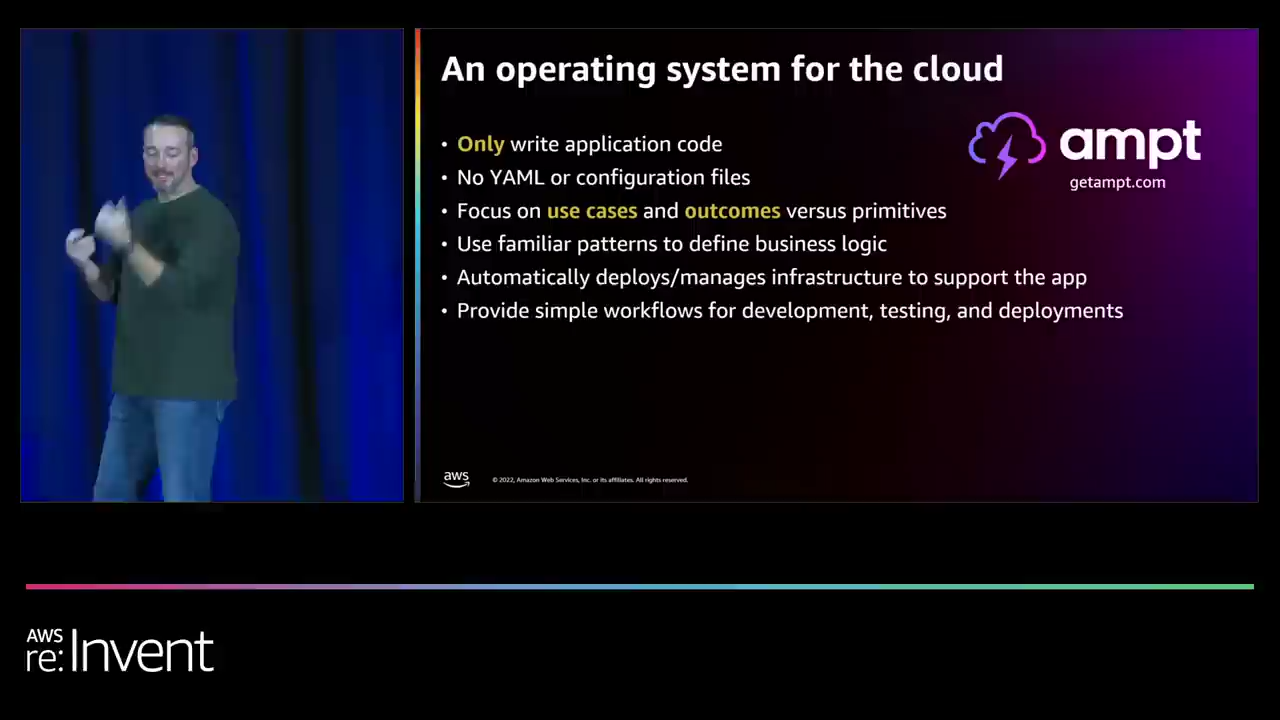 An operating system for the cloud
• Only write application code
• No YAML or configuration files
• Focus on use cases and outcomes versus primitives
• Use familiar patterns to define business logic
• Automatically deploys/manages infrastructure to support the app
• Provide simple workflows for development, testing, and deployments
ampt
getampt.com
aws
© 2022, Amazon Web Services, Inc. or its affiliates. All rights reserved.
AWS
re:Invent